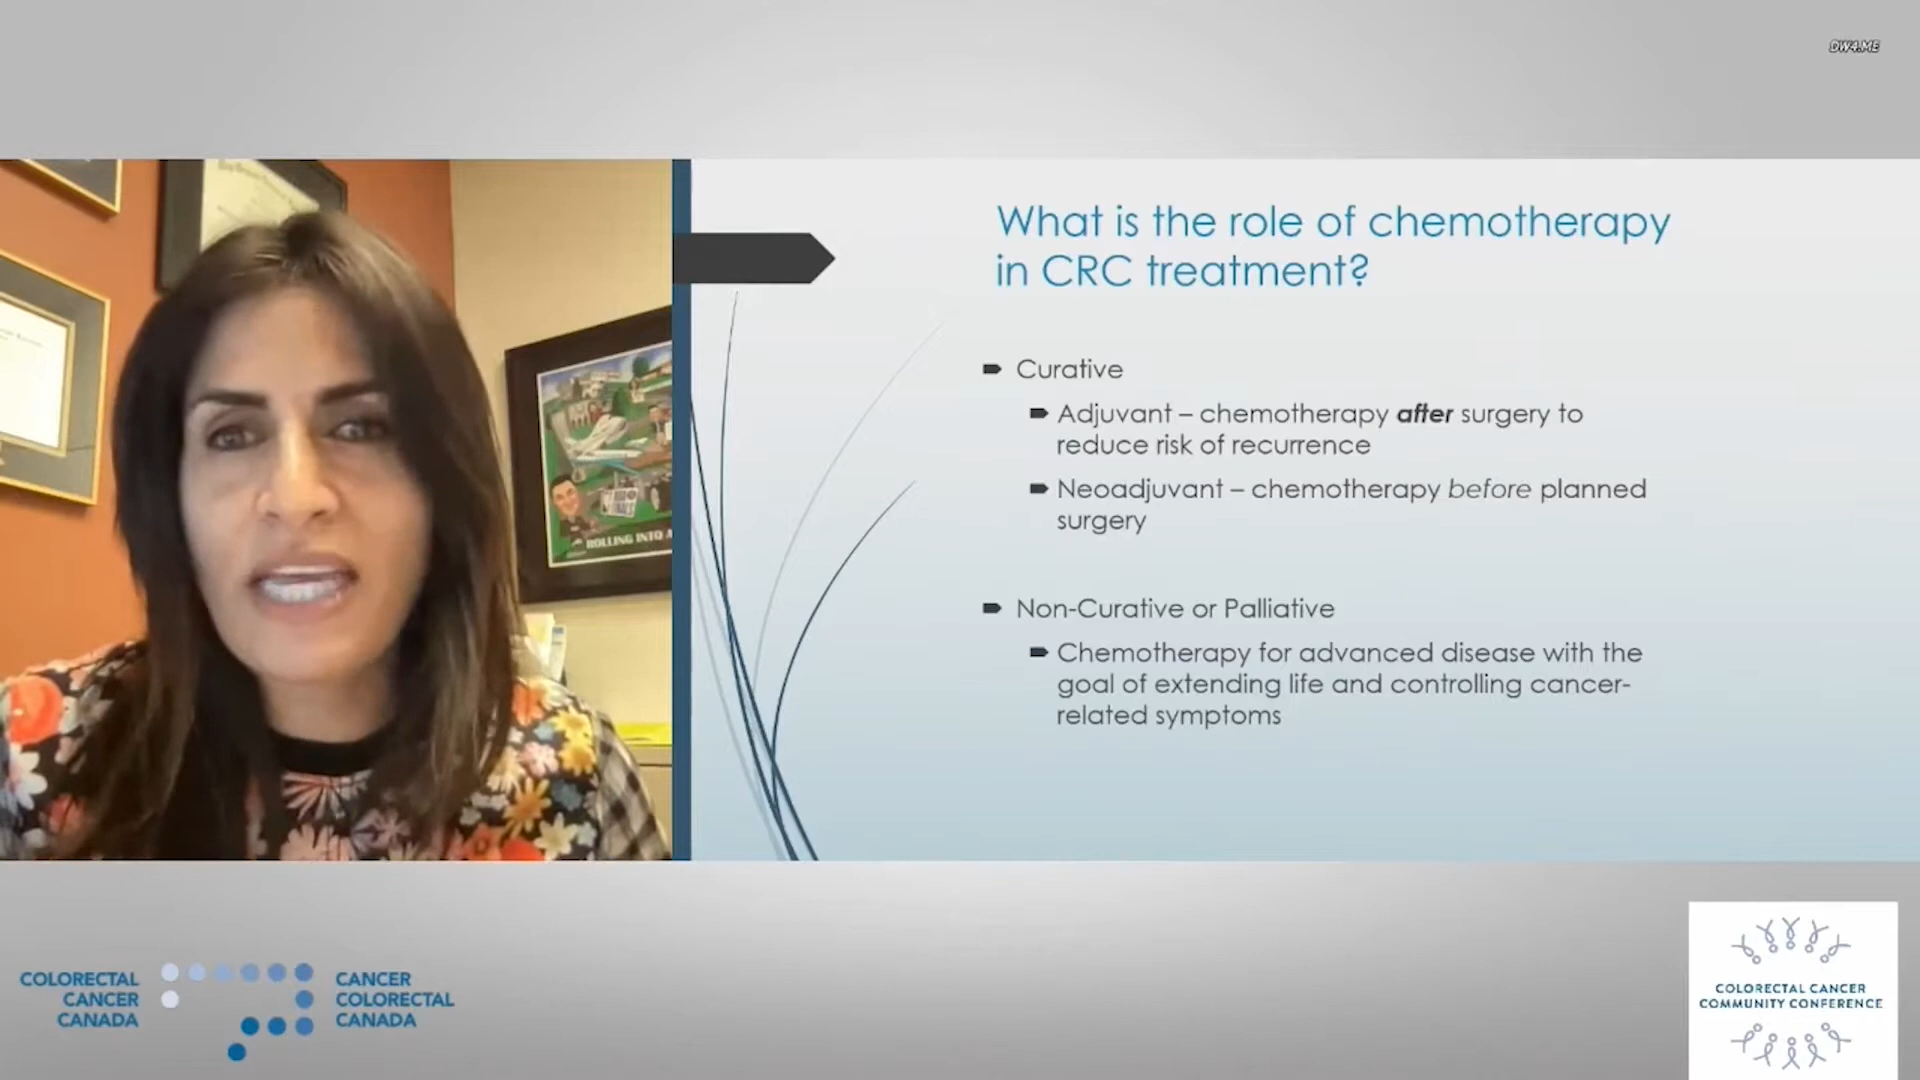 DW4.ME
What is the role of chemotherapy
in CRC treatment?
Curative
Adjuvant – chemotherapy after surgery to
reduce risk of recurrence
Neoadjuvant – chemotherapy before planned
surgery
Non-Curative or Palliative
Chemotherapy for advanced disease with the
goal of extending life and controlling cancer-
related symptoms
ROLLING INTO
COLORECTAL
CANCER
CANADA
CANCER
COLORECTAL
CANADA
COLORECTAL CANCER
COMMUNITY CONFERENCE